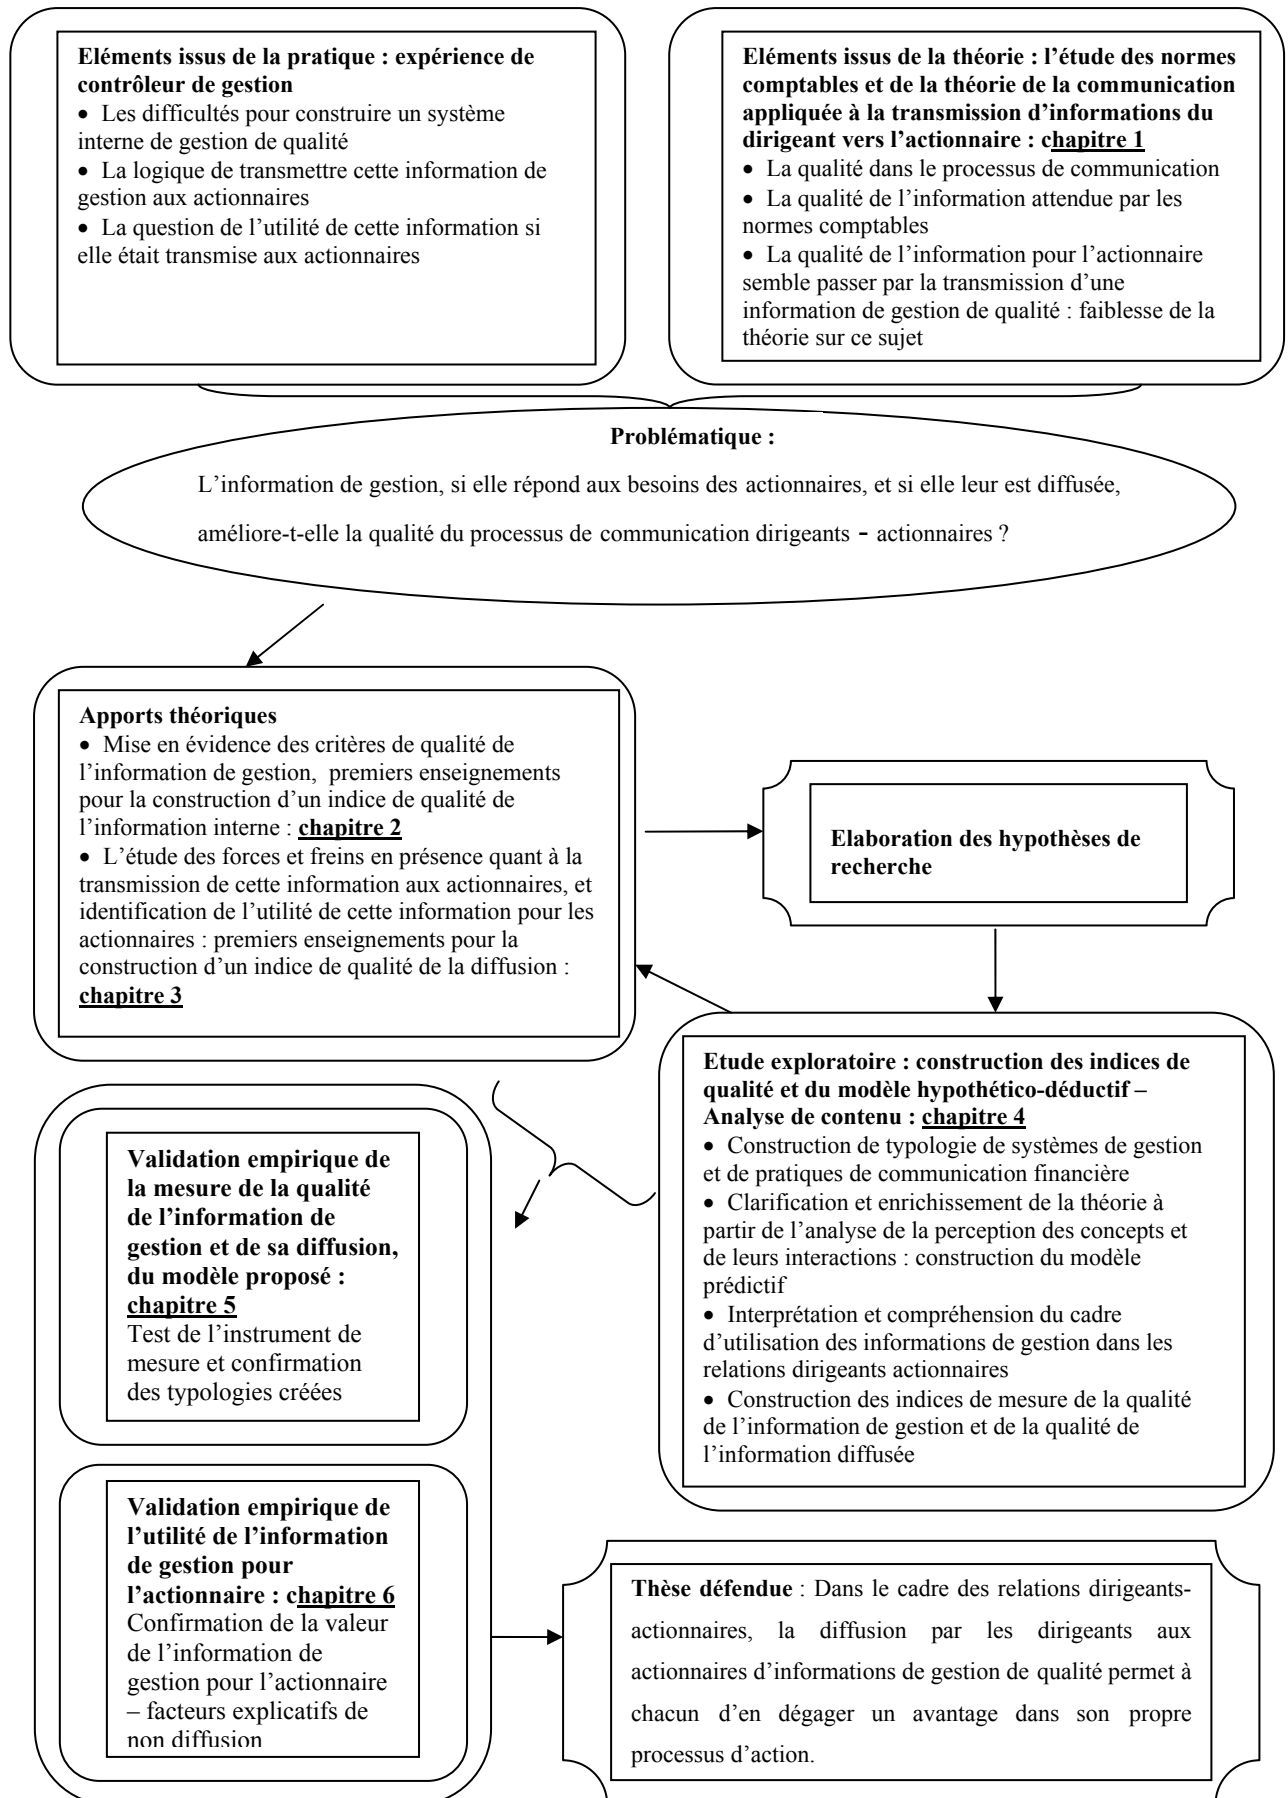 Eléments issus de la pratique : expérience de
contrôleur de gestion
• Les difficultés pour construire un système
interne de gestion de qualité
• La logique de transmettre cette information de
gestion aux actionnaires
• La question de l’utilité de cette information si
elle était transmise aux actionnaires
Eléments issus de la théorie : l’étude des normes
comptables et de la théorie de la communication
appliquée à la transmission d’informations du
dirigeant vers l’actionnaire : chapitre 1
• La qualité dans le processus de communication
• La qualité de l’information attendue par les
normes comptables
• La qualité de l’information pour l’actionnaire
semble passer par la transmission d’une
information de gestion de qualité : faiblesse de la
théorie sur ce sujet
Problématique :
L’information de gestion, si elle répond aux besoins des actionnaires, et si elle leur est diffusée,
améliore-t-elle la qualité du processus de communication dirigeants - actionnaires ?
Apports théoriques
• Mise en évidence des critères de qualité de
l’information de gestion, premiers enseignements
pour la construction d’un indice de qualité de
l’information interne : chapitre 2
• L’étude des forces et freins en présence quant à la
transmission de cette information aux actionnaires, et
identification de l’utilité de cette information pour les
actionnaires : premiers enseignements pour la
construction d’un indice de qualité de la diffusion :
chapitre 3
Elaboration des hypothèses de
recherche
Etude exploratoire : construction des indices de
qualité et du modèle hypothético-déductif –
Analyse de contenu : chapitre 4
• Construction de typologie de systèmes de gestion
et de pratiques de communication financière
• Clarification et enrichissement de la théorie à
partir de l’analyse de la perception des concepts et
de leurs interactions : construction du modèle
prédictif
• Interprétation et compréhension du cadre
d’utilisation des informations de gestion dans les
relations dirigeants actionnaires
• Construction des indices de mesure de la qualité
de l’information de gestion et de la qualité de
l’information diffusée
Validation empirique de
la mesure de la qualité
de l’information de
gestion et de sa diffusion,
du modèle proposé :
chapitre 5
Test de l’instrument de
mesure et confirmation
des typologies créées
Validation empirique de
l’utilité de l’information
de gestion pour
l’actionnaire : chapitre 6
Confirmation de la valeur
de l’information de
gestion pour l’actionnaire
– facteurs explicatifs de
non diffusion
Thèse défendue : Dans le cadre des relations dirigeants-
actionnaires, la diffusion par les dirigeants aux
actionnaires d’informations de gestion de qualité permet à
chacun d’en dégager un avantage dans son propre
processus d’action.